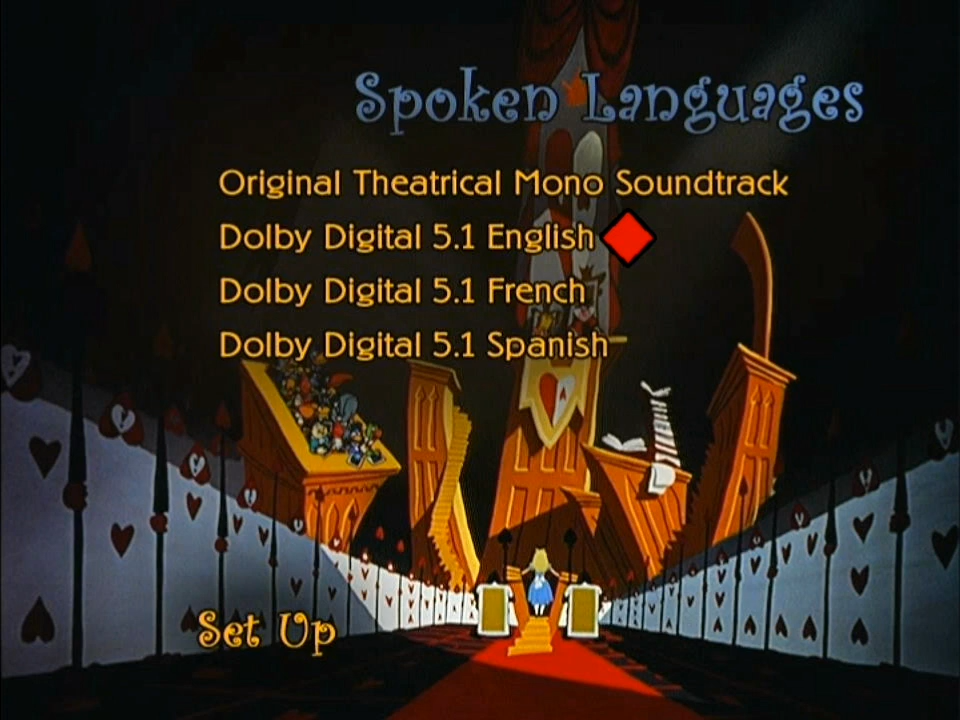 Spoken Languages
Original Theatrical Mono Soundtrack
Dolby Digital 5.1 English
Dolby Digital 5.1 French
Dolby Digital 5.1 Spanish
Set Up